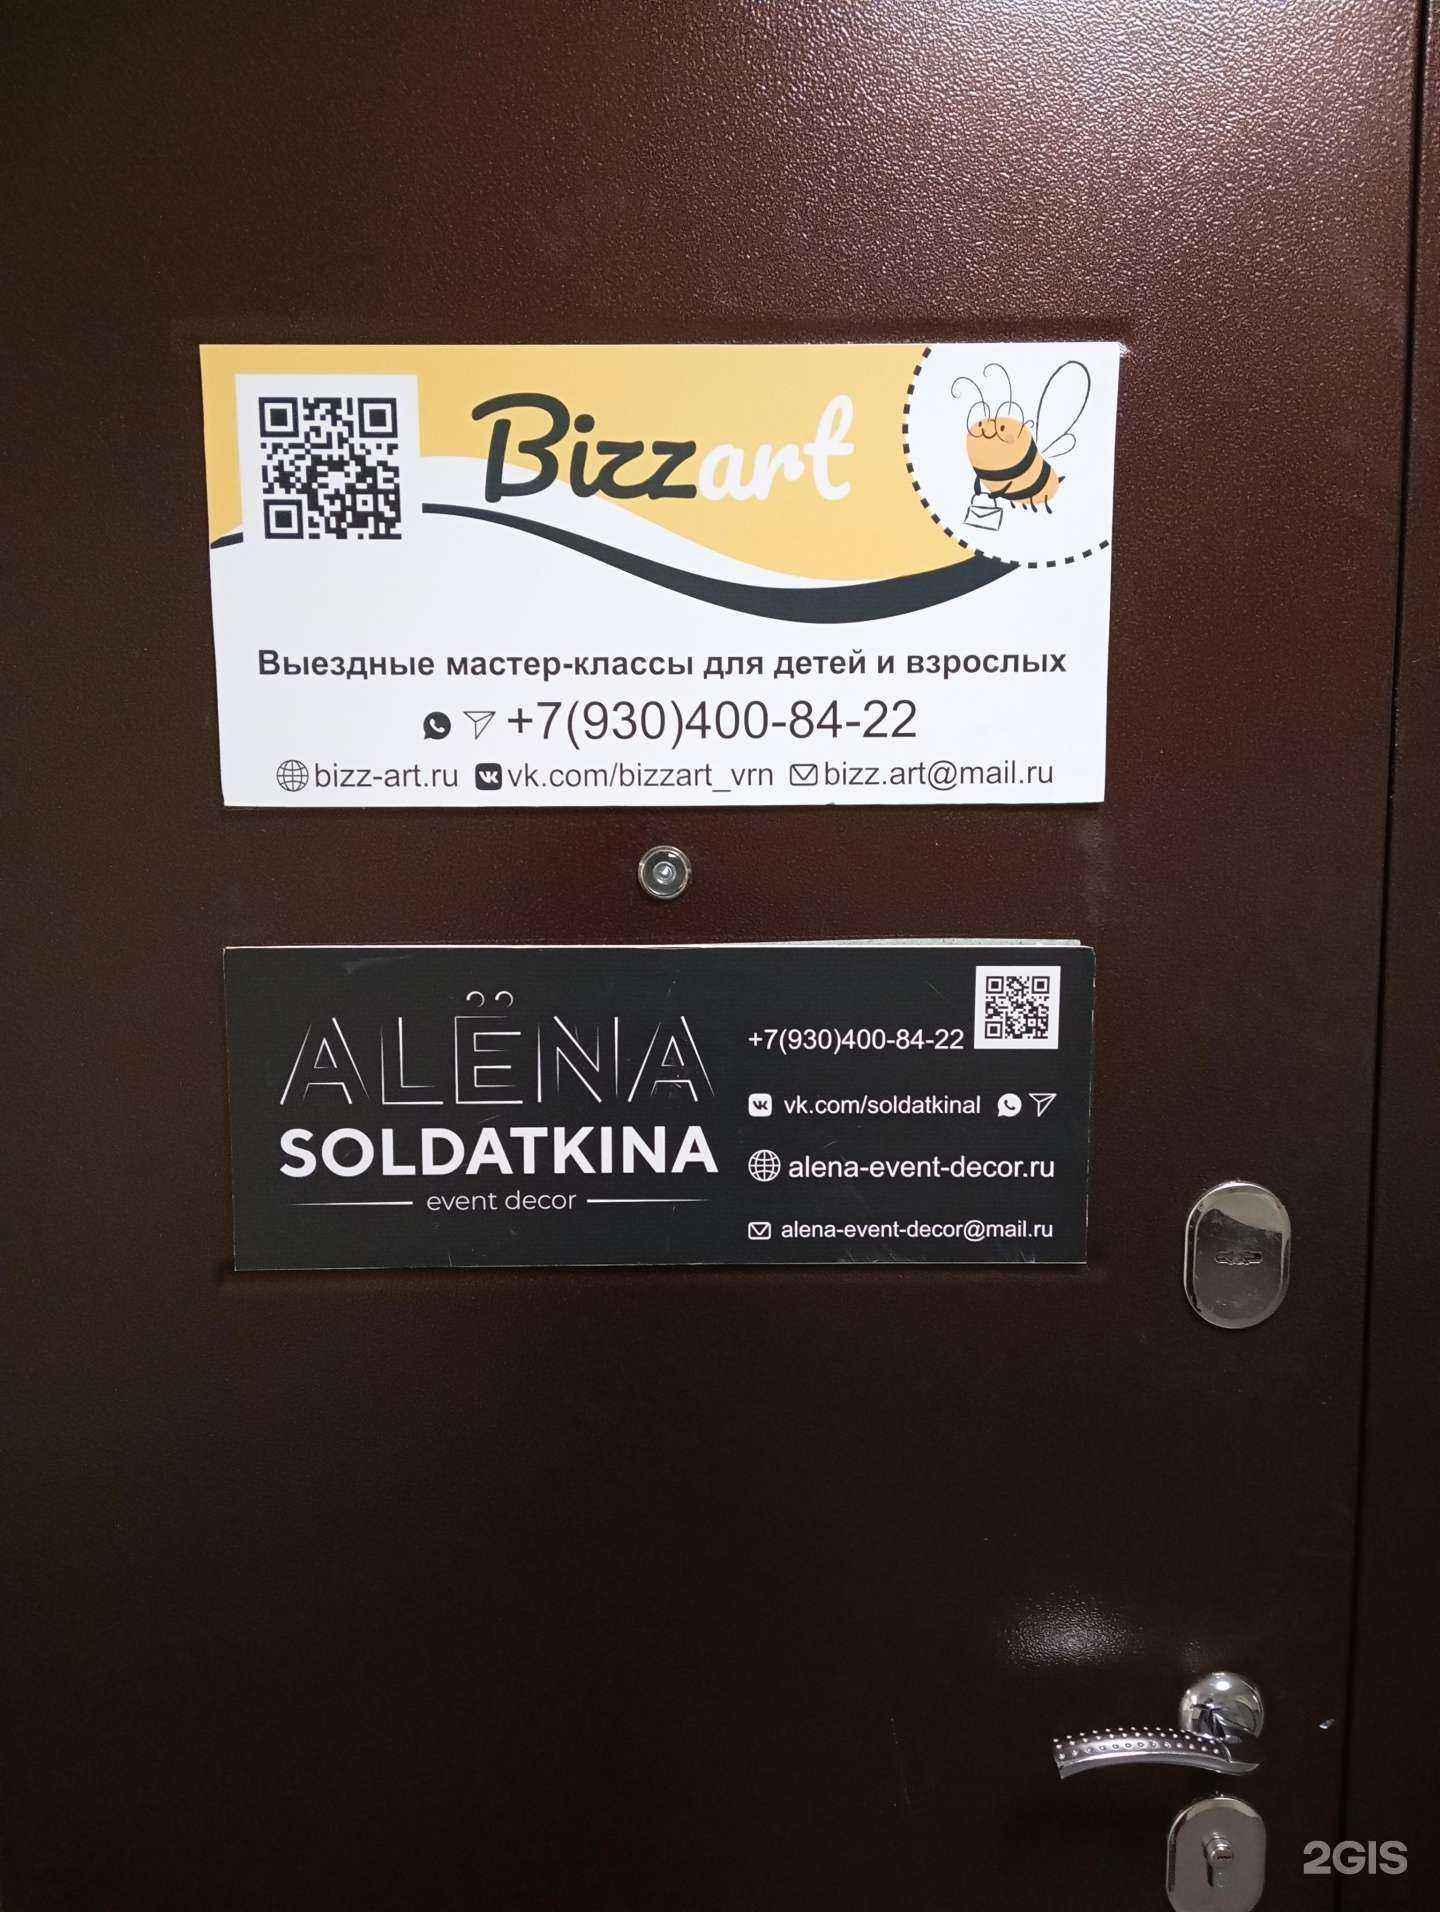 Bizzart
Выездные мастер-классы для детей и взрослых
+7(930)400-84-22
bizz-art.ru vk.com/bizzart_vrn bizz.art@mail.ru
ALЁNA
SOLDATKINA
event decor
+7(930)400-84-22
vk.com/soldatkinal
alena-event-decor.ru
alena-event-decor@mail.ru
2GIS